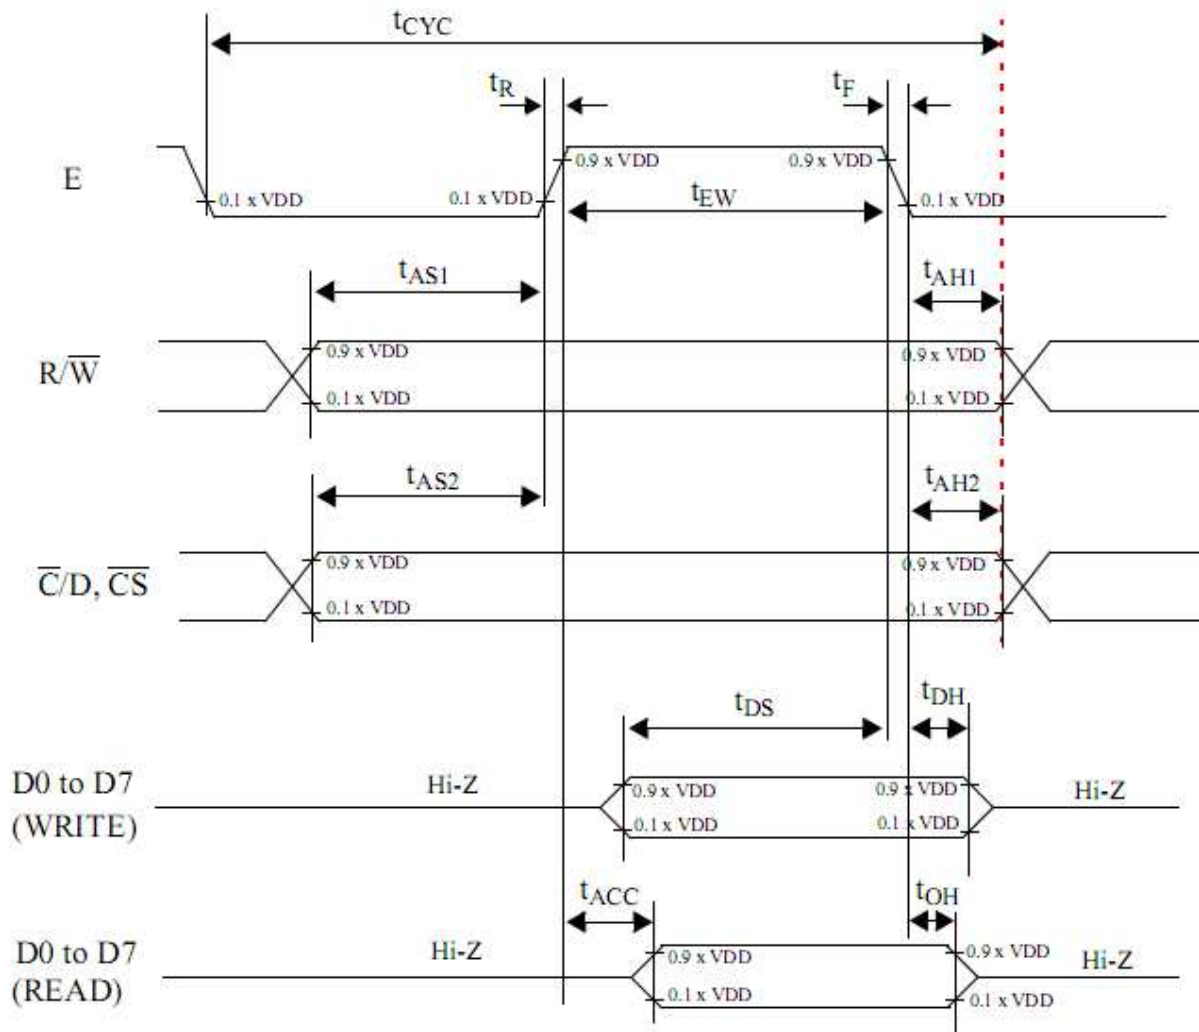 tCYC
tR
tF
E
0.9 x VDD
0.9 x VDD
0.1 x VDD
0.1 x VDD
tEW
0.1 x VDD
tAS1
tAH1
R/W̅
0.9 x VDD
0.9 x VDD
0.1 x VDD
0.1 x VDD
tAS2
tAH2
C̅/D, C̅S̅
0.9 x VDD
0.9 x VDD
0.1 x VDD
0.1 x VDD
tDS
tDH
D0 to D7
(WRITE)
Hi-Z
0.9 x VDD
0.9 x VDD
Hi-Z
0.1 x VDD
0.1 x VDD
tACC
tOH
D0 to D7
(READ)
Hi-Z
0.9 x VDD
0.9 x VDD
Hi-Z
0.1 x VDD
0.1 x VDD